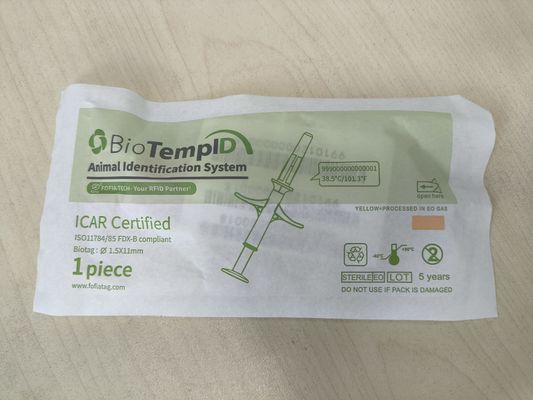 BioTempID
Animal Identification System
FOFIATECH- Your RFID Partner!
999000000000001
38.5°C/101.3°F
open here
YELLOW=PROCESSED IN EO GAS
ICAR Certified
ISO11784/85 FDX-B compliant
Biotag : Ø 1.5X11mm
1 piece
www.fofiatag.com
STERILE EO LOT 5 years
DO NOT USE IF PACK IS DAMAGED